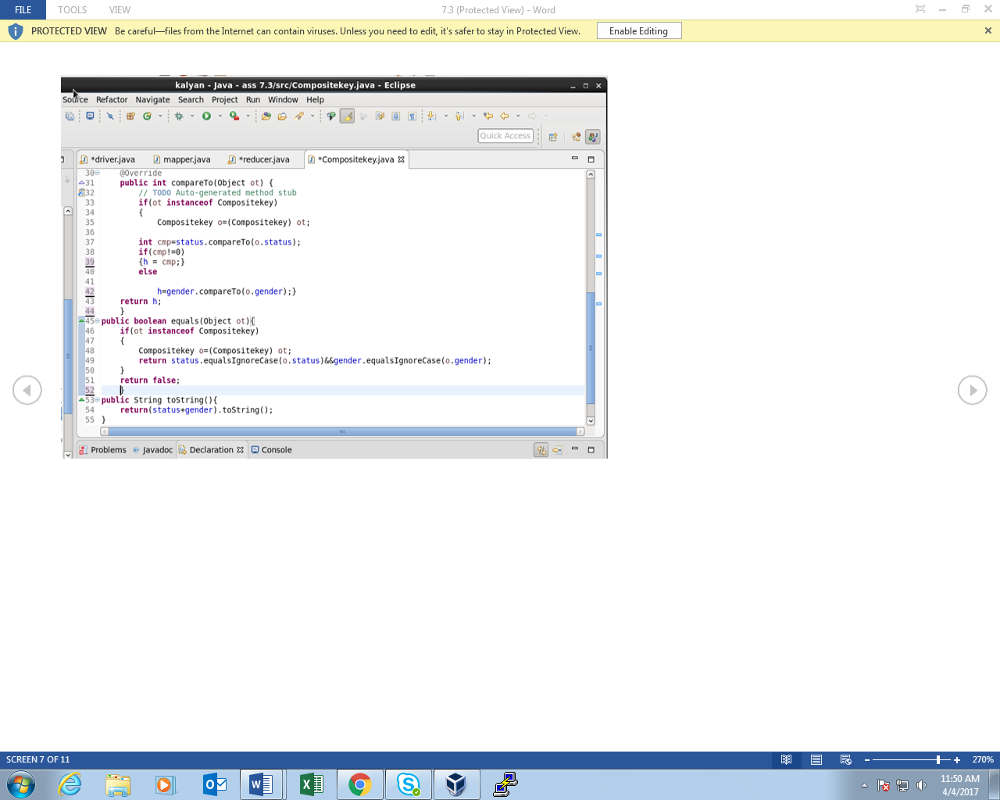 FILE TOOLS VIEW 7.3 (Protected View) - Word
PROTECTED VIEW Be careful—files from the Internet can contain viruses. Unless you need to edit, it's safer to stay in Protected View. Enable Editing
kalyan - Java - ass 7.3/src/Compositekey.java - Eclipse
Source Refactor Navigate Search Project Run Window Help
Quick Access
*driver.java mapper.java *reducer.java *Compositekey.java
30 @Override
31 public int compareTo(Object ot) {
32 // TODO Auto-generated method stub
33 if(ot instanceof Compositekey)
34 {
35 Compositekey o=(Compositekey) ot;
36
37 int cmp=status.compareTo(o.status);
38 if(cmp!=0)
39 {h = cmp;}
40 else
41
42 h=gender.compareTo(o.gender);}
43 return h;
44 }
45 public boolean equals(Object ot){
46 if(ot instanceof Compositekey)
47 {
48 Compositekey o=(Compositekey) ot;
49 return status.equalsIgnoreCase(o.status)&&gender.equalsIgnoreCase(o.gender);
50 }
51 return false;
52 }
53 public String toString(){
54 return(status+gender).toString();
55 }
Problems @ Javadoc Declaration Console
SCREEN 7 OF 11 270%
11:50 AM
4/4/2017